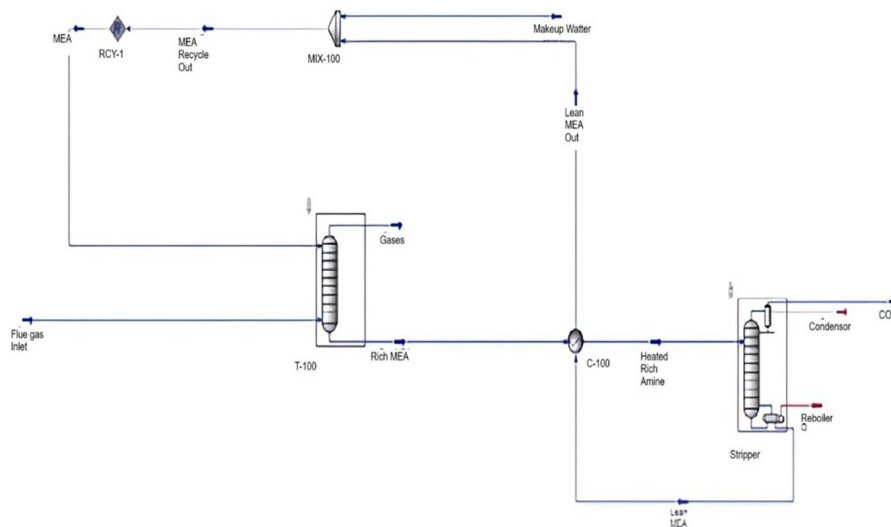 MEA
RCY-1
MEA
Recycle
Out
MIX-100
Makeup Watter
Lean
MEA
Out
Gases
Flue gas
Inlet
T-100
Rich MEA
C-100
Heated
Rich
Amine
CO
Condensor
Reboiler
Q
Stripper
Lean
MEA